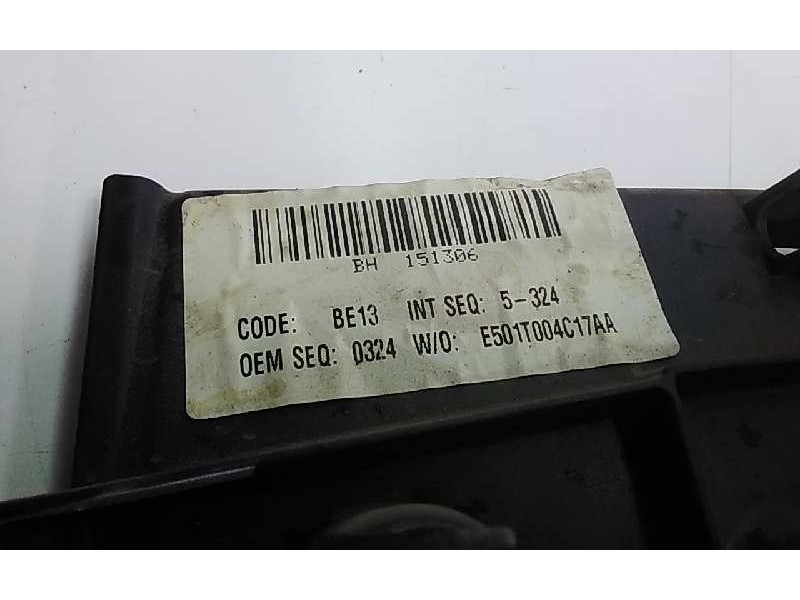 BH 151306
CODE: BE13 INT SEQ: 5-324
OEM SEQ: 0324 W/O: E501T004C17AA